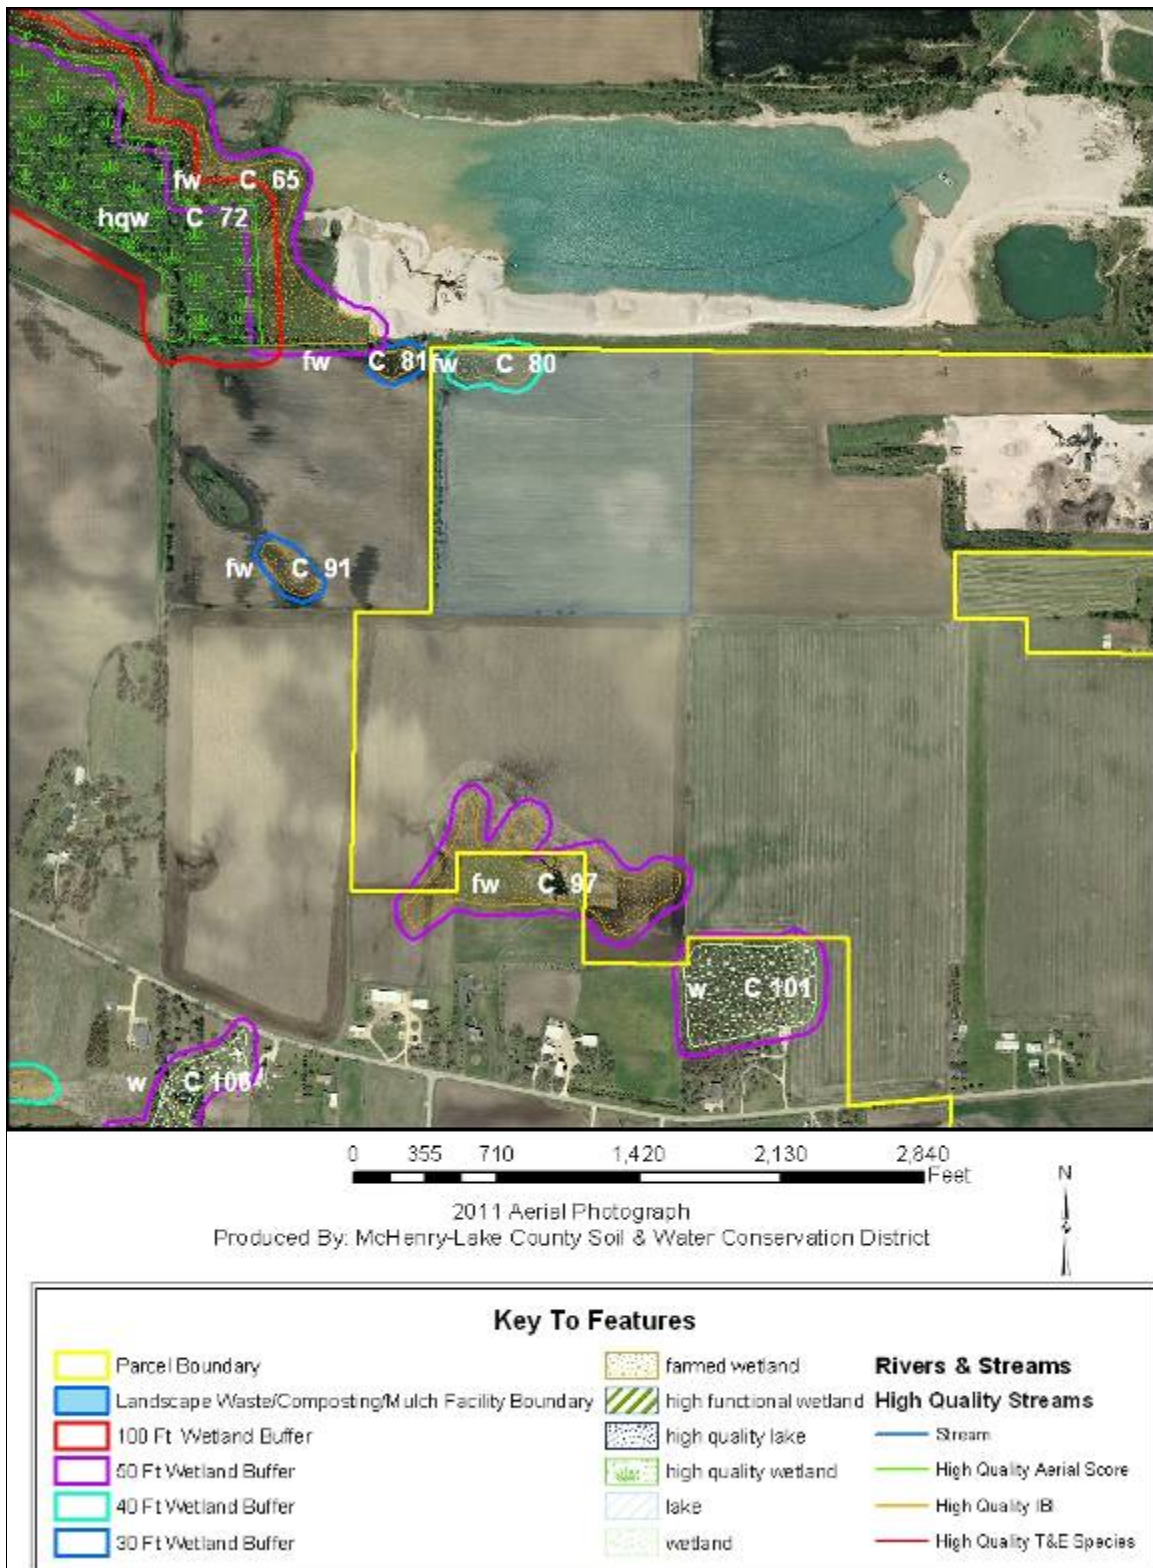 fw C 65
hqw C 72
fw C 81 fw C 80
fw C 91
fw C 97
w C 101
w C 106
0 355 710 1,420 2,130 2,840
Feet
N
2011 Aerial Photograph
Produced By: McHenry-Lake County Soil & Water Conservation District
Key To Features
Parcel Boundary
Landscape Waste/Composting/Mulch Facility Boundary
100 Ft Wetland Buffer
50 Ft Wetland Buffer
40 Ft Wetland Buffer
30 Ft Wetland Buffer
farmed wetland
high functional wetland
high quality lake
high quality wetland
lake
wetland
Rivers & Streams
High Quality Streams
Stream
High Quality Aerial Score
High Quality IBI
High Quality T&E Species